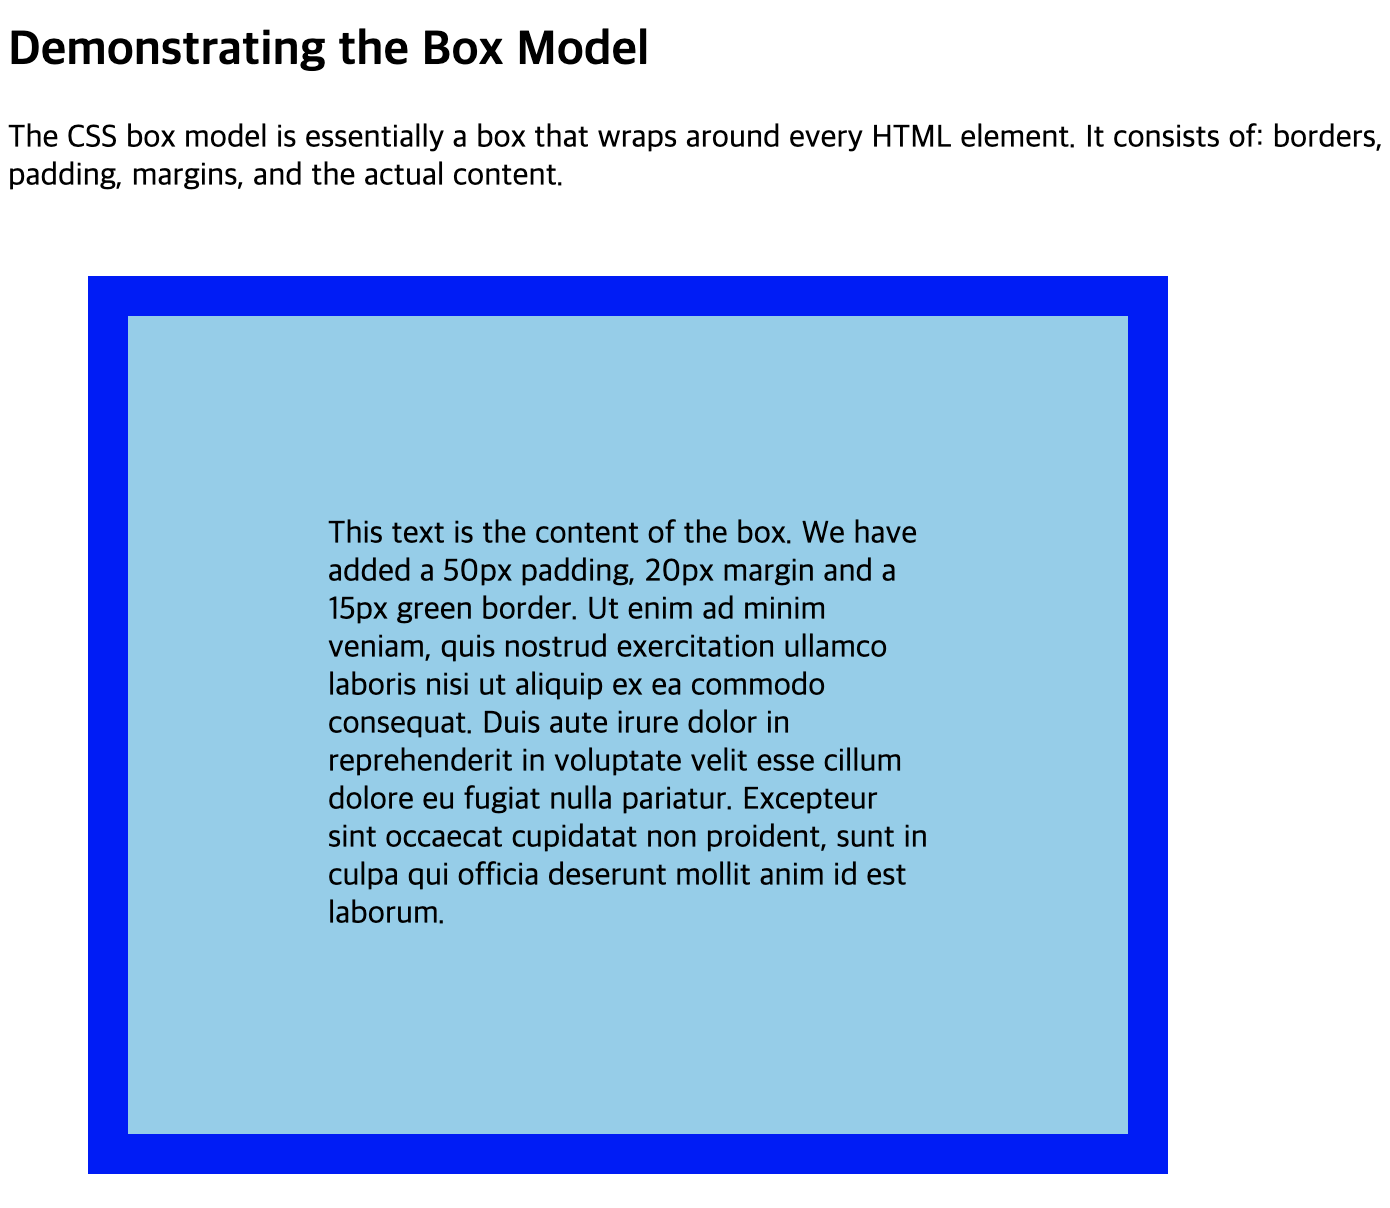 Demonstrating the Box Model
The CSS box model is essentially a box that wraps around every HTML element. It consists of: borders,
padding, margins, and the actual content.
This text is the content of the box. We have
added a 50px padding, 20px margin and a
15px green border. Ut enim ad minim
veniam, quis nostrud exercitation ullamco
laboris nisi ut aliquip ex ea commodo
consequat. Duis aute irure dolor in
reprehenderit in voluptate velit esse cillum
dolore eu fugiat nulla pariatur. Excepteur
sint occaecat cupidatat non proident, sunt in
culpa qui officia deserunt mollit anim id est
laborum.